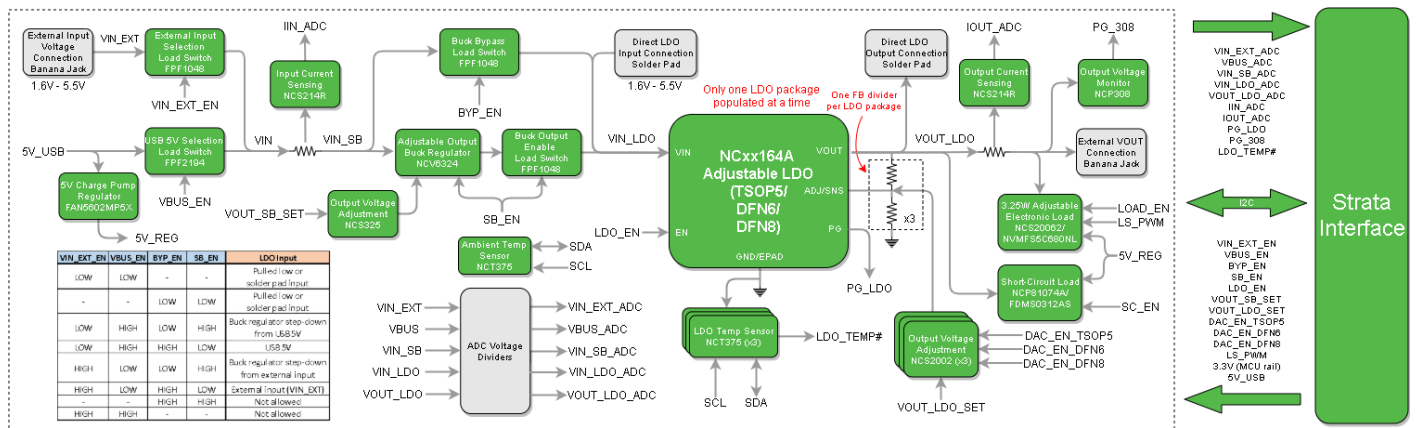 External Input
Voltage
Connection
Banana Jack
1.6V - 5.5V
VIN_EXT
External Input
Selection
Load Switch
FPF1048
VIN_EXT_EN
IIN_ADC
Input Current
Sensing
NCS214R
VIN
VIN_SB
Buck Bypass
Load Switch
FPF1048
BYP_EN
Direct LDO
Input Connection
Solder Pad
1.6V - 5.5V
5V_USB
USB 5V Selection
Load Switch
FPF2194
VBUS_EN
5V Charge Pump
Regulator
FAN5602MP5X
5V_REG
Adjustable Output
Buck Regulator
NCV6324
Buck Output
Enable
Load Switch
FPF1048
SB_EN
VOUT_SB_SET
Output Voltage
Adjustment
NCS325
VIN_LDO
Only one LDO package
populated at a time
One FB divider
per LDO package
NCxx164A
Adjustable LDO
(TSOP5/
DFN6/
DFN8)
VIN
EN
VOUT
ADJ/SNS
PG
GND/EPAD
LDO_EN
x3
PG_LDO
Direct LDO
Output Connection
Solder Pad
VOUT_LDO
IOUT_ADC
Output Current
Sensing
NCS214R
PG_308
Output Voltage
Monitor
NCP308
External VOUT
Connection
Banana Jack
3.25W Adjustable
Electronic Load
NCS20062/
NVMFS5C680NL
LOAD_EN
LS_PWM
5V_REG
Short-Circuit Load
NCP81074A/
FDMS0312AS
SC_EN
Ambient Temp
Sensor
NCT375
SDA
SCL
VIN_EXT
VBUS
VIN_SB
VIN_LDO
VOUT_LDO
ADC Voltage
Dividers
VIN_EXT_ADC
VBUS_ADC
VIN_SB_ADC
VIN_LDO_ADC
VOUT_LDO_ADC
LDO Temp Sensor
NCT375 (x3)
LDO_TEMP#
SCL
SDA
Output Voltage
Adjustment
NCS2002 (x3)
DAC_EN_TSOP5
DAC_EN_DFN6
DAC_EN_DFN8
VOUT_LDO_SET
VIN_EXT_EN VBUS_EN BYP_EN SB_EN LDO Input
LOW LOW - - Pulled low or
solder pad input
- - LOW LOW Pulled low or
solder pad input
LOW HIGH LOW HIGH Buck regulator step-down
from USB 5V
LOW HIGH HIGH LOW USB 5V
HIGH LOW LOW HIGH Buck regulator step-down
from external input
HIGH LOW HIGH LOW External input (VIN_EXT)
- - HIGH HIGH Not allowed
HIGH HIGH - - Not allowed
VIN_EXT_ADC
VBUS_ADC
VIN_SB_ADC
VIN_LDO_ADC
VOUT_LDO_ADC
IIN_ADC
IOUT_ADC
PG_LDO
PG_308
LDO_TEMP#
I2C
VIN_EXT_EN
VBUS_EN
BYP_EN
SB_EN
LDO_EN
VOUT_SB_SET
VOUT_LDO_SET
DAC_EN_TSOP5
DAC_EN_DFN6
DAC_EN_DFN8
LS_PWM
3.3V (MCU rail)
5V_USB
Strata
Interface